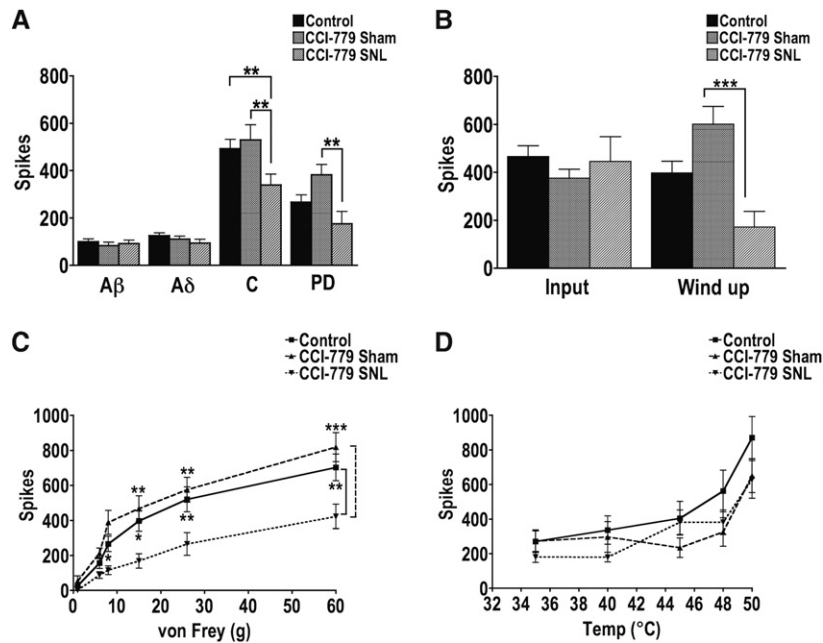 A
Control
CCI-779 Sham
CCI-779 SNL
Spikes
800
600
400
200
0
**
**
**
Aβ
Aδ
C
PD
B
Control
CCI-779 Sham
CCI-779 SNL
Spikes
800
600
400
200
0
***
Input
Wind up
C
Control
CCI-779 Sham
CCI-779 SNL
Spikes
1000
800
600
400
200
0
***
**
**
**
**
*
*
0 10 20 30 40 50 60
von Frey (g)
D
Control
CCI-779 Sham
CCI-779 SNL
Spikes
1000
800
600
400
200
0
32 34 36 38 40 42 44 46 48 50
Temp (°C)